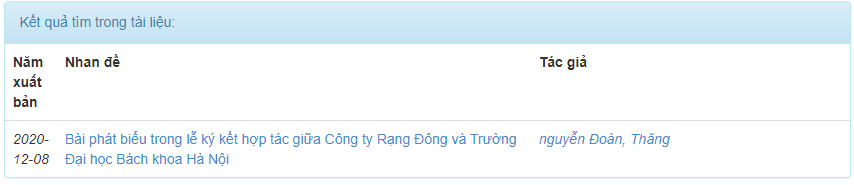 Kết quả tìm trong tài liệu:
Năm xuất bản Nhan đề Tác giả
2020-12-08 Bài phát biểu trong lễ ký kết hợp tác giữa Công ty Rạng Đông và Trường
Đại học Bách khoa Hà Nội nguyễn Đoàn, Thăng